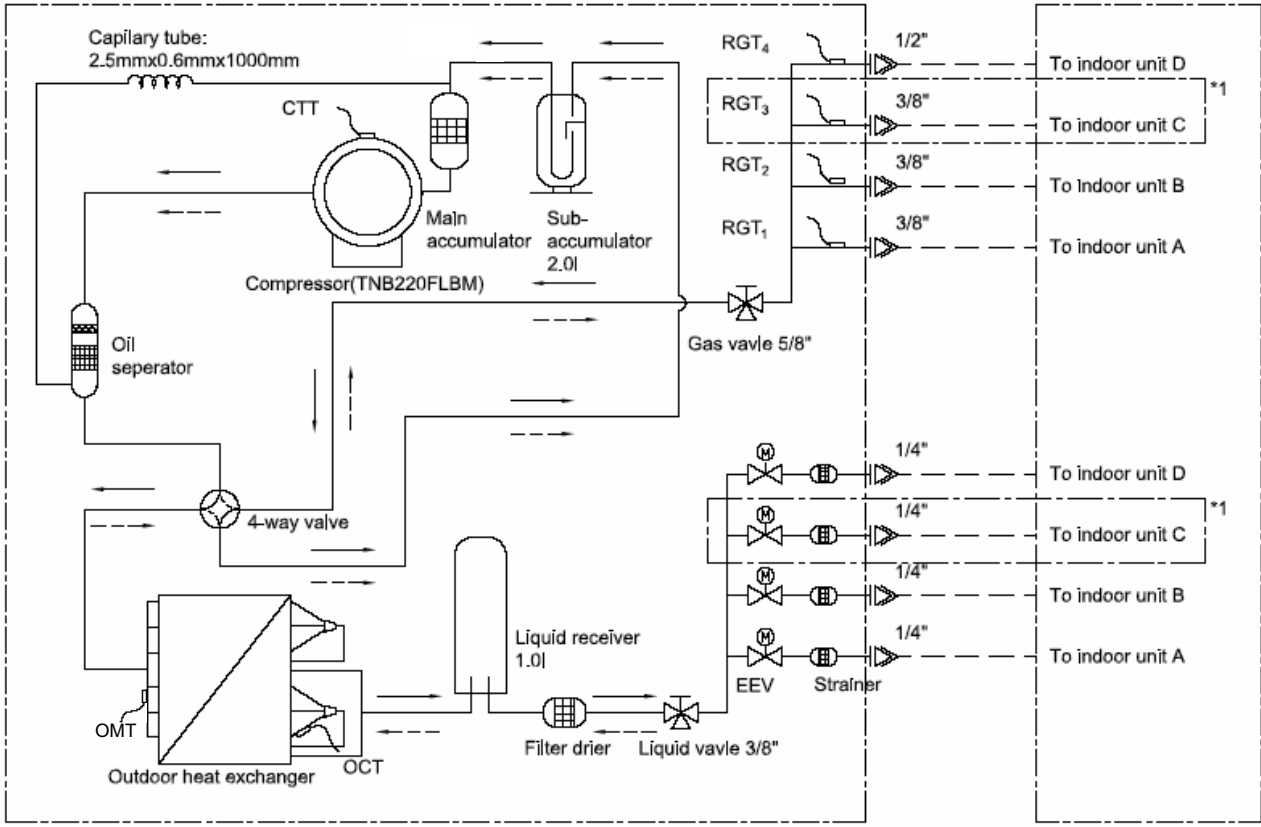 Capilary tube:
2.5mmx0.6mmx1000mm
CTT
Main
accumulator
Sub-
accumulator
2.0l
Compressor(TNB220FLBM)
Oil
seperator
4-way valve
RGT4
1/2"
To indoor unit D
*1
RGT3
3/8"
To indoor unit C
RGT2
3/8"
To indoor unit B
RGT1
3/8"
To indoor unit A
Gas vavle 5/8"
M
1/4"
To indoor unit D
*1
M
1/4"
To indoor unit C
M
1/4"
To indoor unit B
M
1/4"
To indoor unit A
EEV
Strainer
Liquid receiver
1.0l
Filter drier
Liquid vavle 3/8"
OMT
OCT
Outdoor heat exchanger